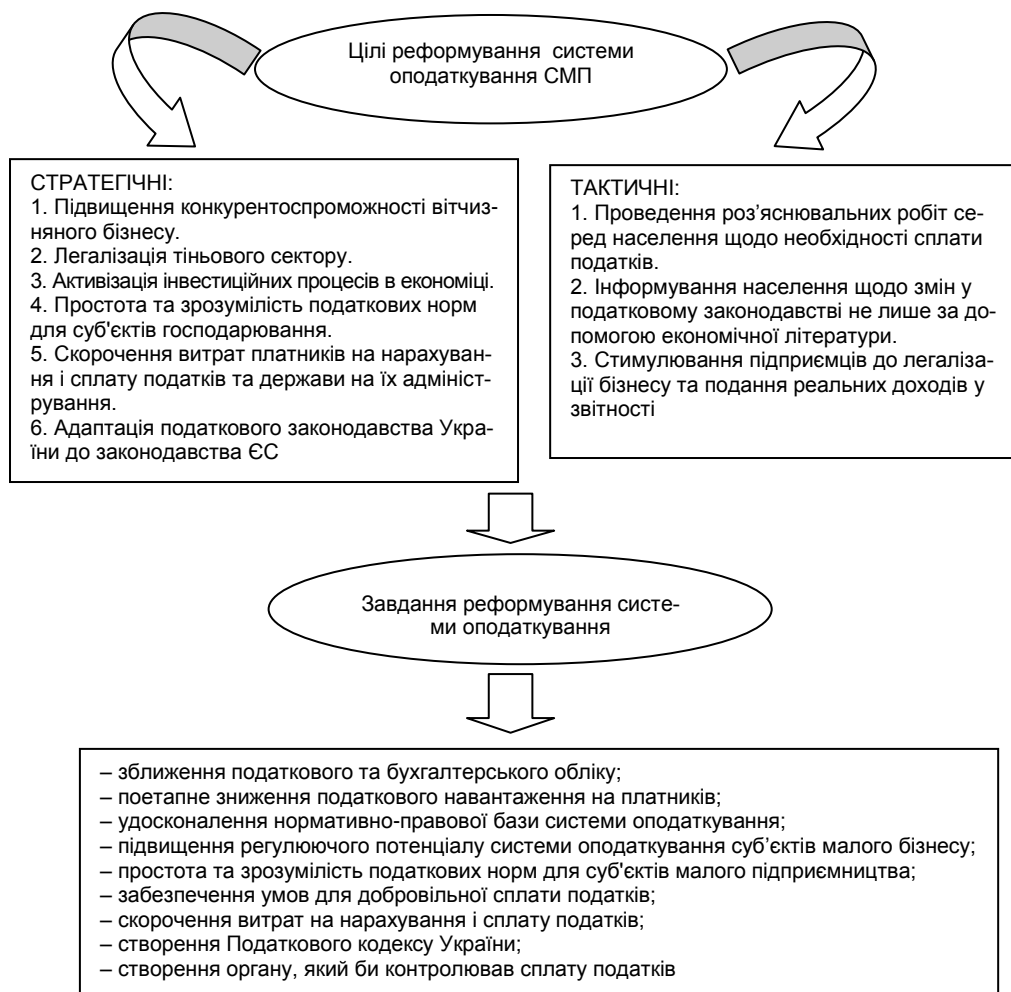 Цілі реформування системи
оподаткування СМП
СТРАТЕГІЧНІ:
1. Підвищення конкурентоспроможності вітчиз-
няного бізнесу.
2. Легалізація тіньового сектору.
3. Активізація інвестиційних процесів в економіці.
4. Простота та зрозумілість податкових норм
для суб'єктів господарювання.
5. Скорочення витрат платників на нарахуван-
ня і сплату податків та держави на їх адмініст-
рування.
6. Адаптація податкового законодавства Укра-
їни до законодавства ЄС
ТАКТИЧНІ:
1. Проведення роз’яснювальних робіт се-
ред населення щодо необхідності сплати
податків.
2. Інформування населення щодо змін у
податковому законодавстві не лише за до-
помогою економічної літератури.
3. Стимулювання підприємців до легаліза-
ції бізнесу та подання реальних доходів у
звітності
Завдання реформування систе-
ми оподаткування
– зближення податкового та бухгалтерського обліку;
– поетапне зниження податкового навантаження на платників;
– удосконалення нормативно-правової бази системи оподаткування;
– підвищення регулюючого потенціалу системи оподаткування суб’єктів малого бізнесу;
– простота та зрозумілість податкових норм для суб'єктів малого підприємництва;
– забезпечення умов для добровільної сплати податків;
– скорочення витрат на нарахування і сплату податків;
– створення Податкового кодексу України;
– створення органу, який би контролював сплату податків